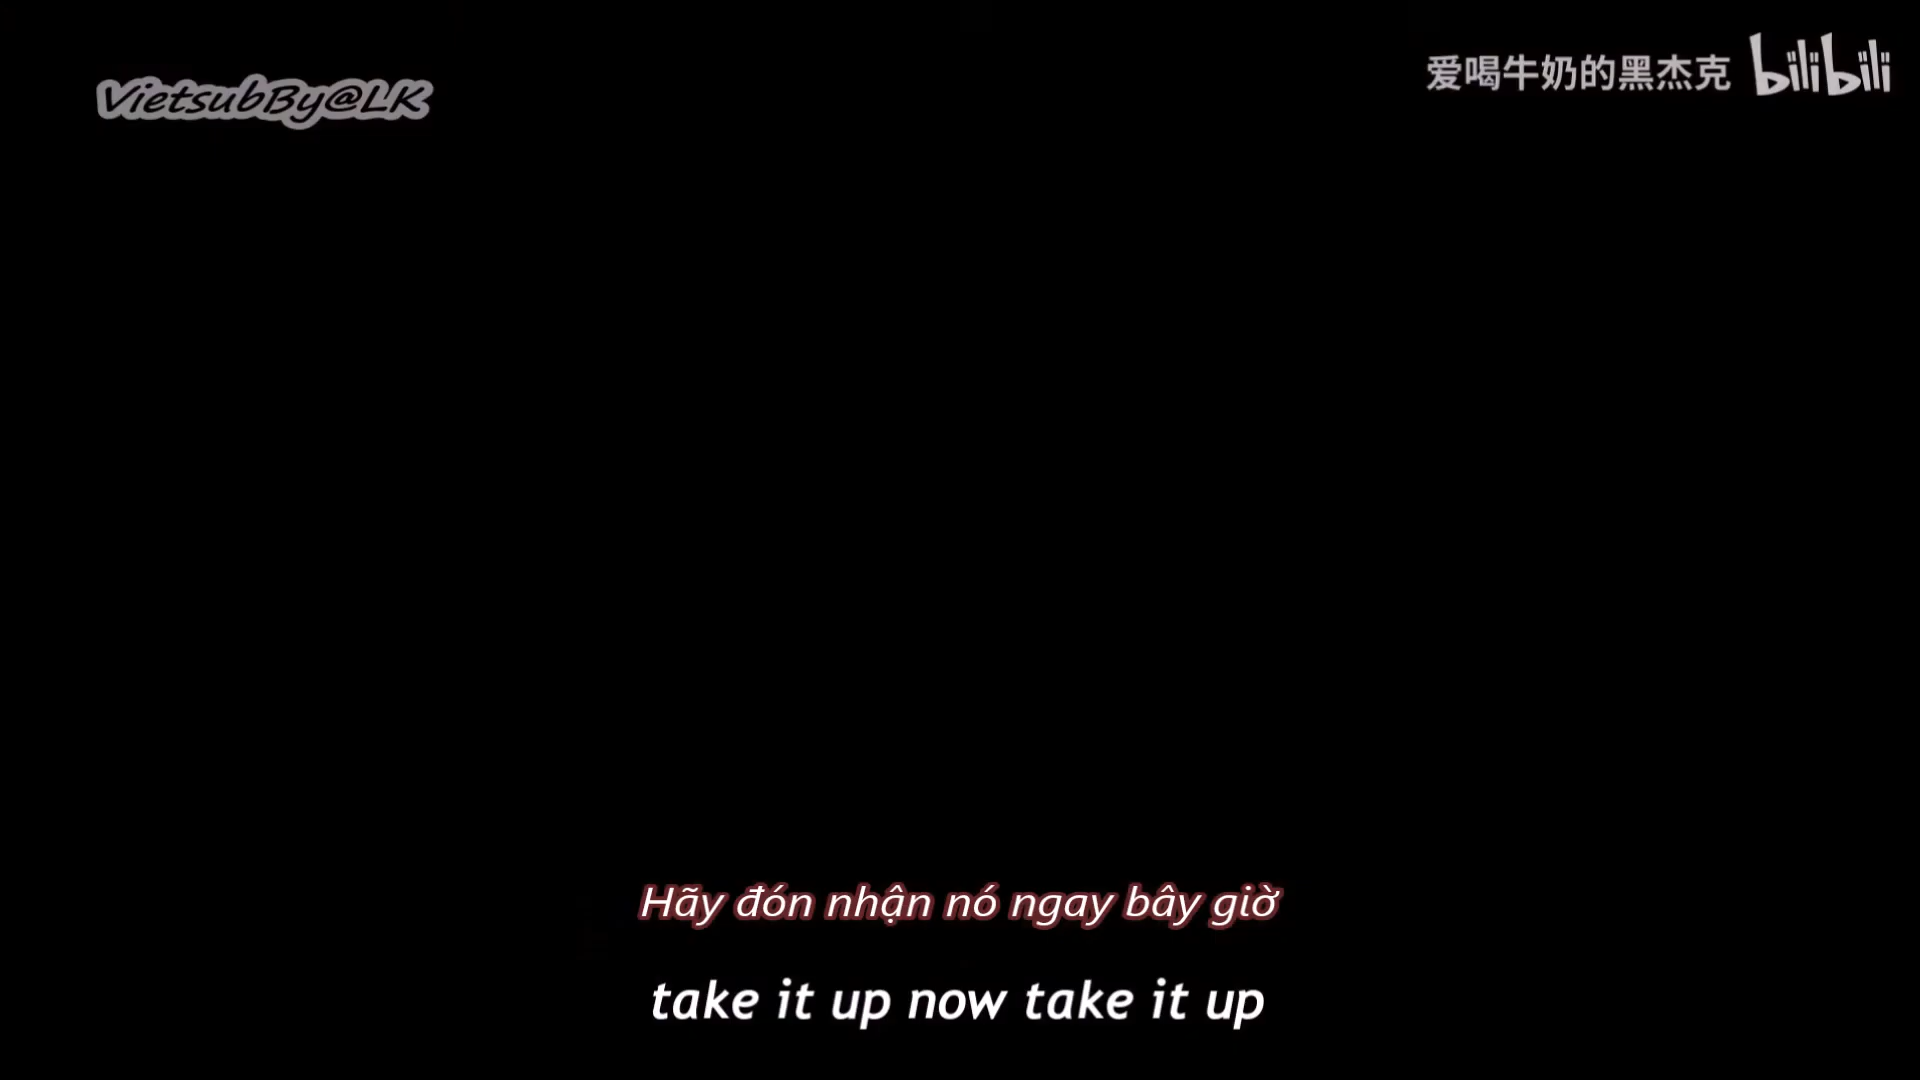 VietsubBy@LK
爱喝牛奶的黑杰克 bilibili
Hãy đón nhận nó ngay bây giờ
take it up now take it up